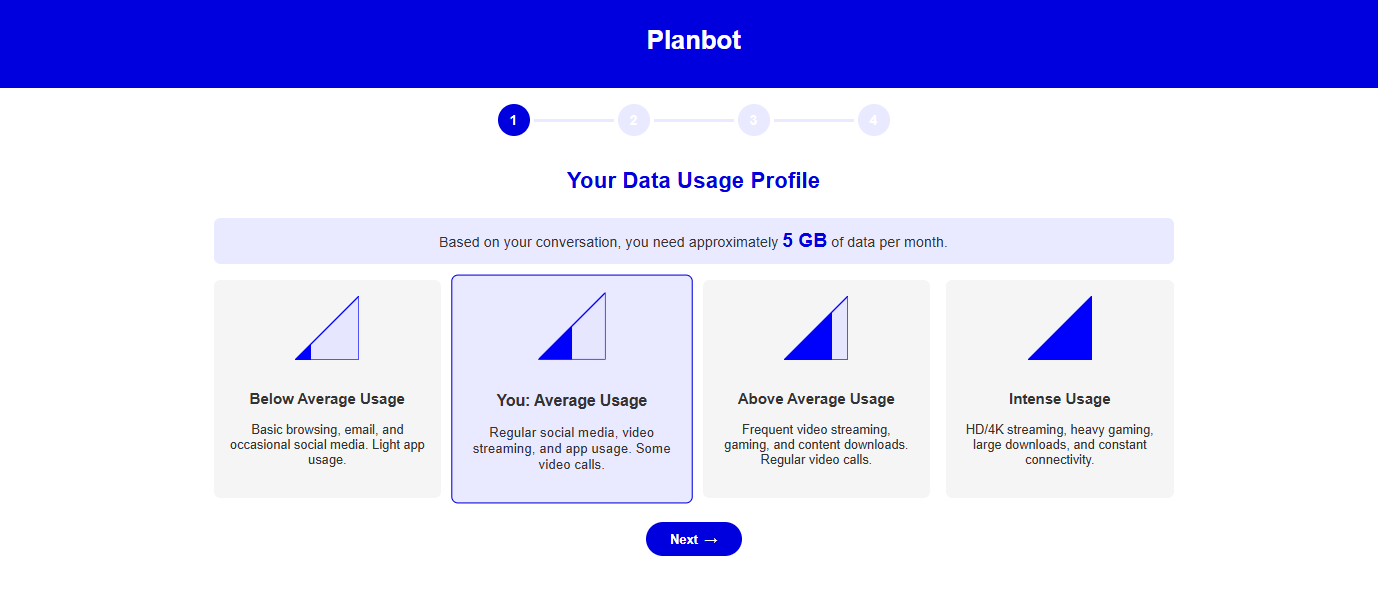 Planbot
1 2 3 4
Your Data Usage Profile
Based on your conversation, you need approximately 5 GB of data per month.
Below Average Usage
Basic browsing, email, and
occasional social media. Light app
usage.
You: Average Usage
Regular social media, video
streaming, and app usage. Some
video calls.
Above Average Usage
Frequent video streaming,
gaming, and content downloads.
Regular video calls.
Intense Usage
HD/4K streaming, heavy gaming,
large downloads, and constant
connectivity.
Next →